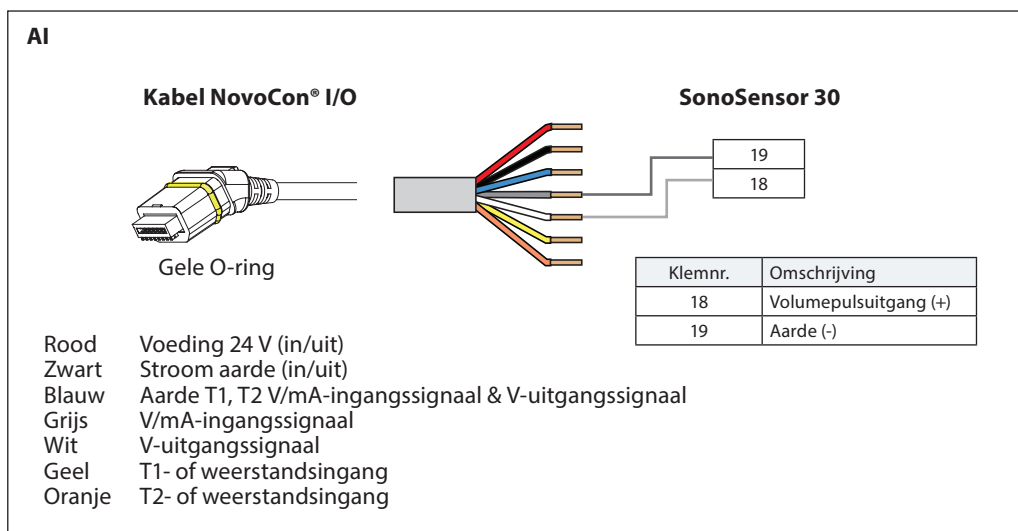 AI
Kabel NovoCon® I/O
SonoSensor 30
19
18
Gele O-ring
Klemnr. Omschrijving
18 Volumepulsuitgang (+)
19 Aarde (-)
Rood Voeding 24 V (in/uit)
Zwart Stroom aarde (in/uit)
Blauw Aarde T1, T2 V/mA-ingangssignaal & V-uitgangssignaal
Grijs V/mA-ingangssignaal
Wit V-uitgangssignaal
Geel T1- of weerstandsingang
Oranje T2- of weerstandsingang